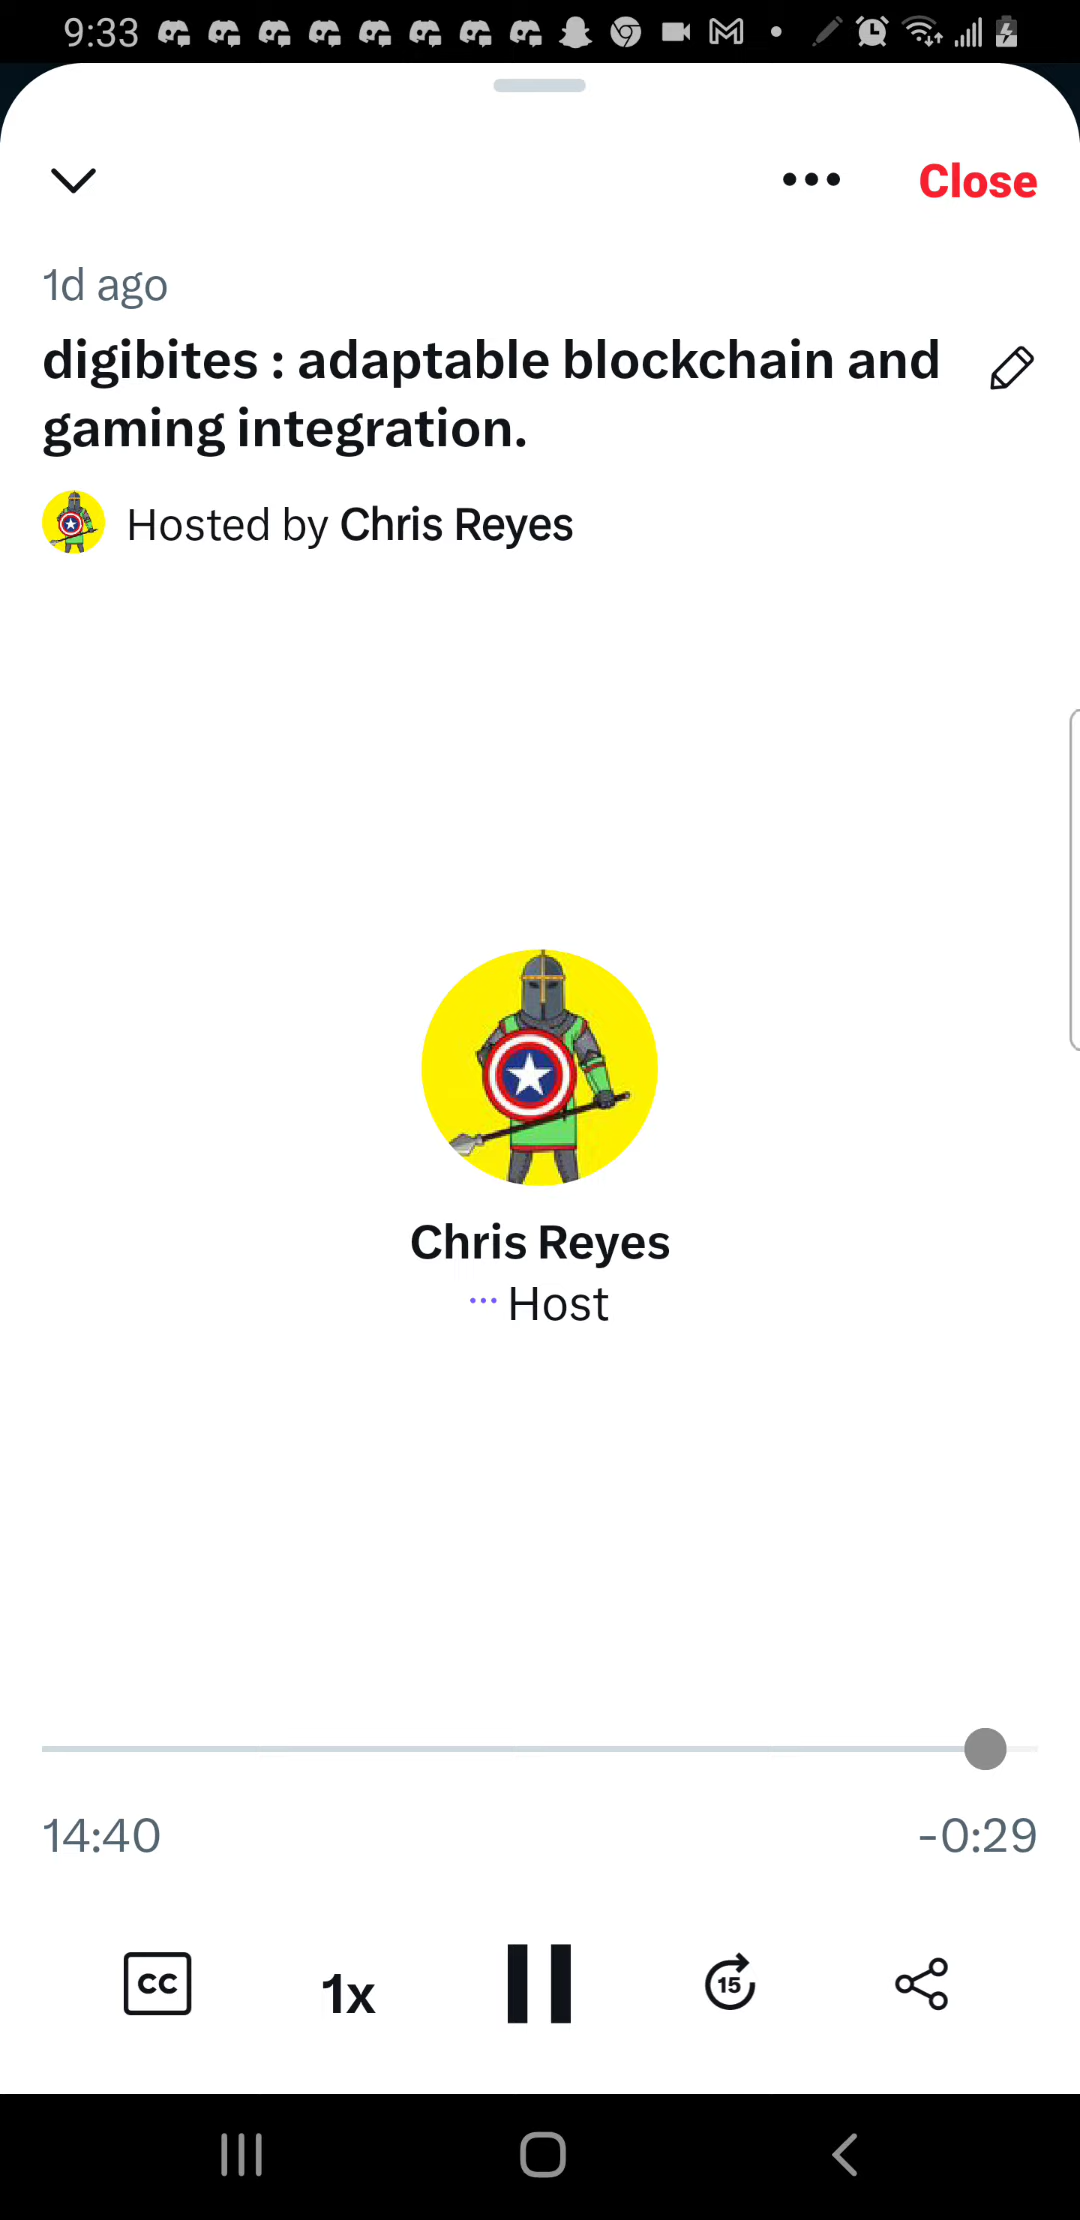 9:33
Close
1d ago
digibites : adaptable blockchain and
gaming integration.
Hosted by Chris Reyes
Chris Reyes
Host
14:40
-0:29
CC
1x
15